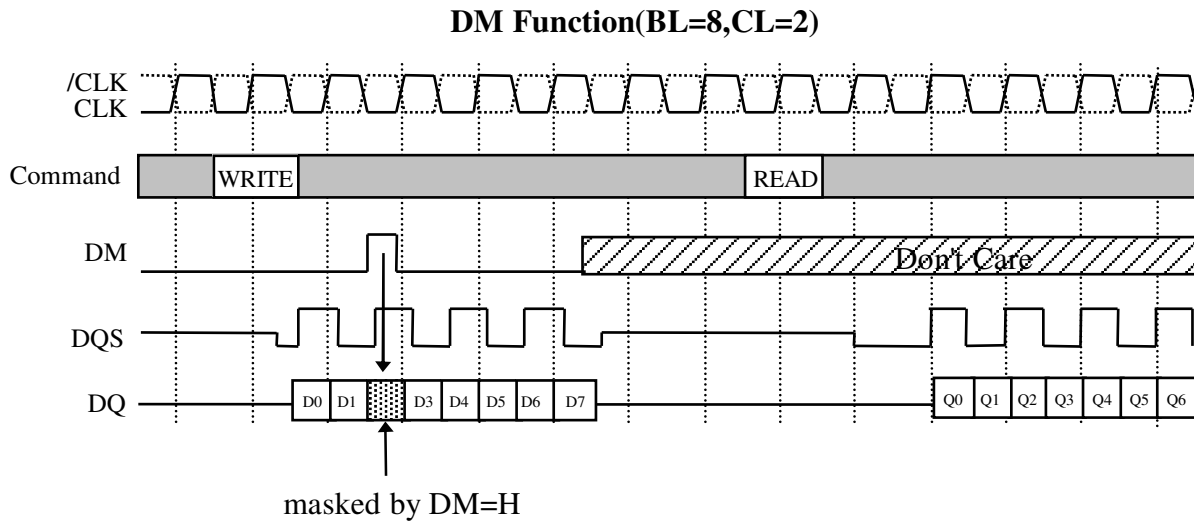 DM Function(BL=8,CL=2)
/CLK
CLK
Command
WRITE
READ
DM
Don't Care
DQS
DQ
D0 D1 D3 D4 D5 D6 D7
Q0 Q1 Q2 Q3 Q4 Q5 Q6
masked by DM=H